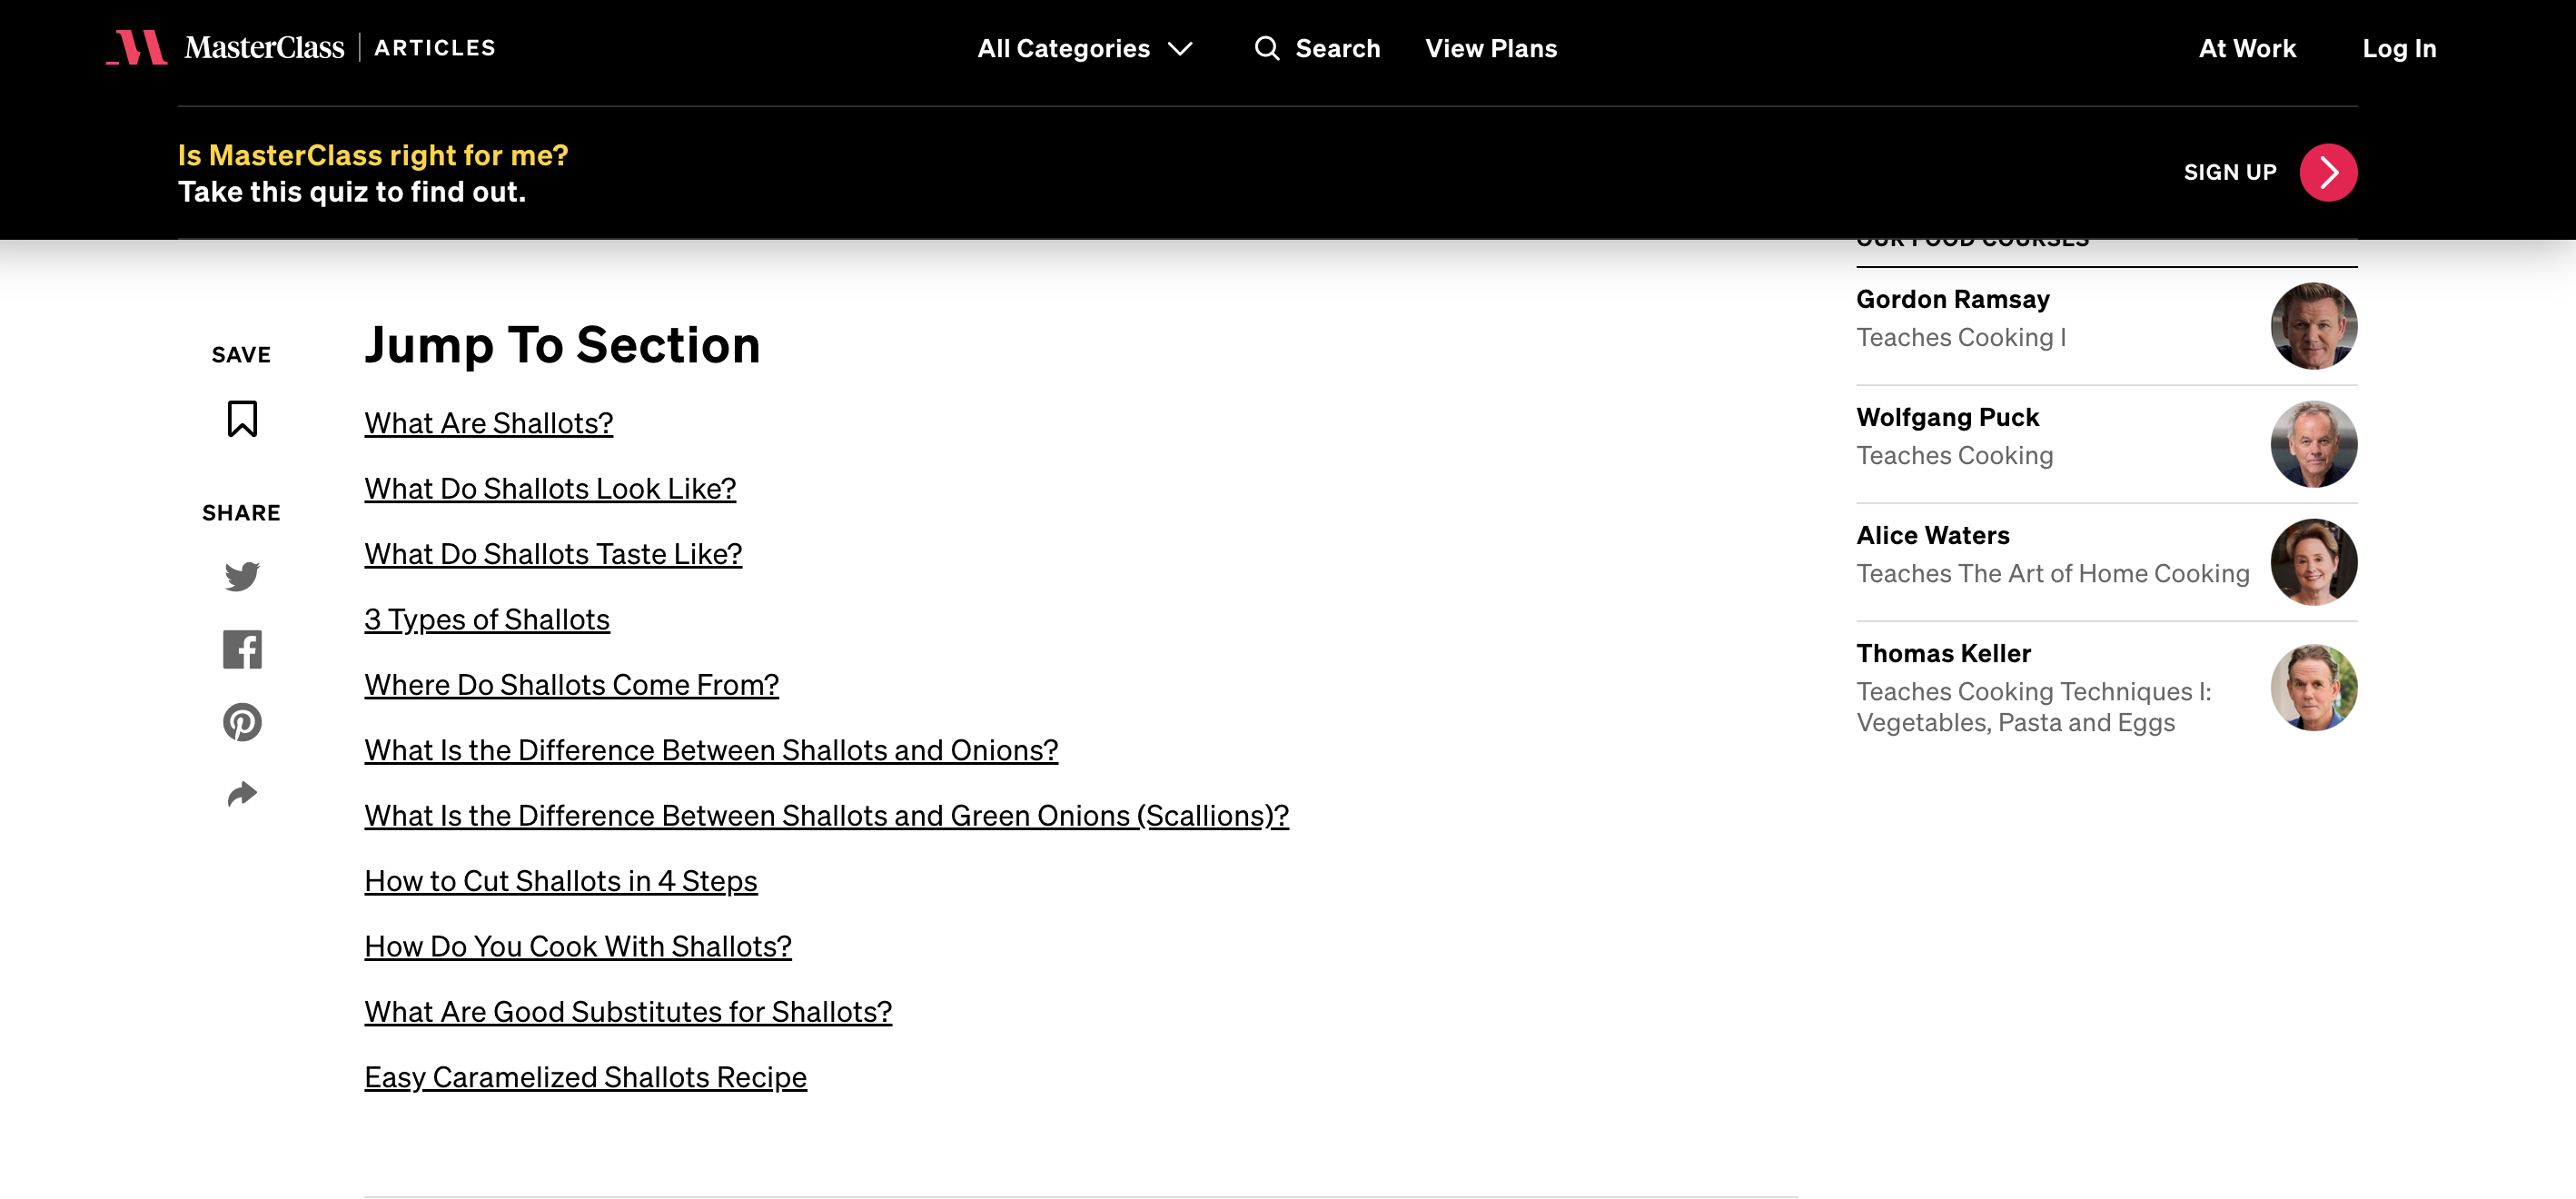 MasterClass | ARTICLES
All Categories
Search
View Plans
At Work
Log In
Is MasterClass right for me?
Take this quiz to find out.
SIGN UP
OUR FOOD COURSES
Gordon Ramsay
Teaches Cooking I
Wolfgang Puck
Teaches Cooking
Alice Waters
Teaches The Art of Home Cooking
Thomas Keller
Teaches Cooking Techniques I:
Vegetables, Pasta and Eggs
SAVE
SHARE
Jump To Section
What Are Shallots?
What Do Shallots Look Like?
What Do Shallots Taste Like?
3 Types of Shallots
Where Do Shallots Come From?
What Is the Difference Between Shallots and Onions?
What Is the Difference Between Shallots and Green Onions (Scallions)?
How to Cut Shallots in 4 Steps
How Do You Cook With Shallots?
What Are Good Substitutes for Shallots?
Easy Caramelized Shallots Recipe